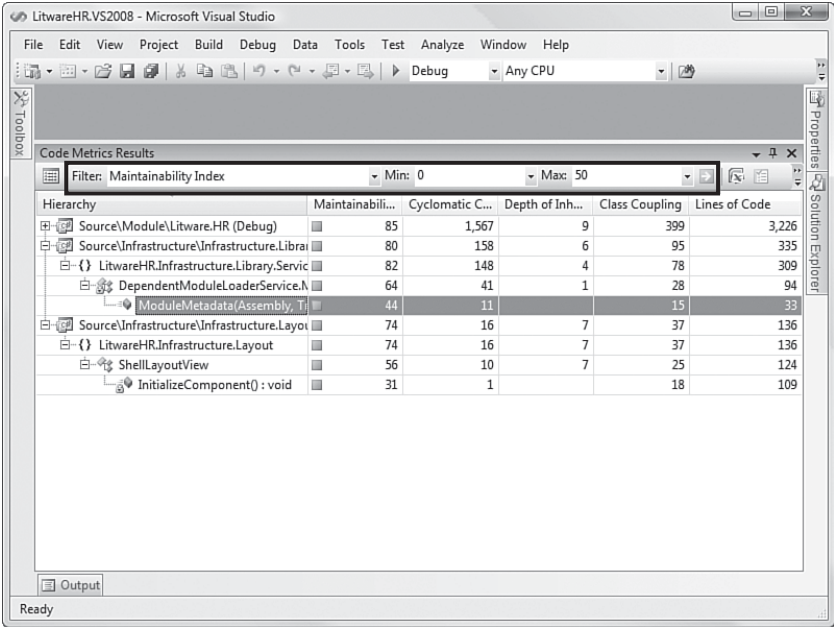 LitwareHR.VS2008 - Microsoft Visual Studio
File Edit View Project Build Debug Data Tools Test Analyze Window Help
Debug Any CPU
Toolbox
Properties
Solution Explorer
Code Metrics Results
Filter: Maintainability Index Min: 0 Max: 50
Hierarchy Maintainabili... Cyclomatic C... Depth of Inh... Class Coupling Lines of Code
Source\Module\Litware.HR (Debug) 85 1,567 9 399 3,226
Source\Infrastructure\Infrastructure.Librar 80 158 6 95 335
LitwareHR.Infrastructure.Library.Servic 82 148 4 78 309
DependentModuleLoaderService.M 64 41 1 28 94
ModuleMetadata(Assembly, T 44 11 15 33
Source\Infrastructure\Infrastructure.Layou 74 16 7 37 136
LitwareHR.Infrastructure.Layout 74 16 7 37 136
ShellLayoutView 56 10 7 25 124
InitializeComponent() : void 31 1 18 109
Output
Ready